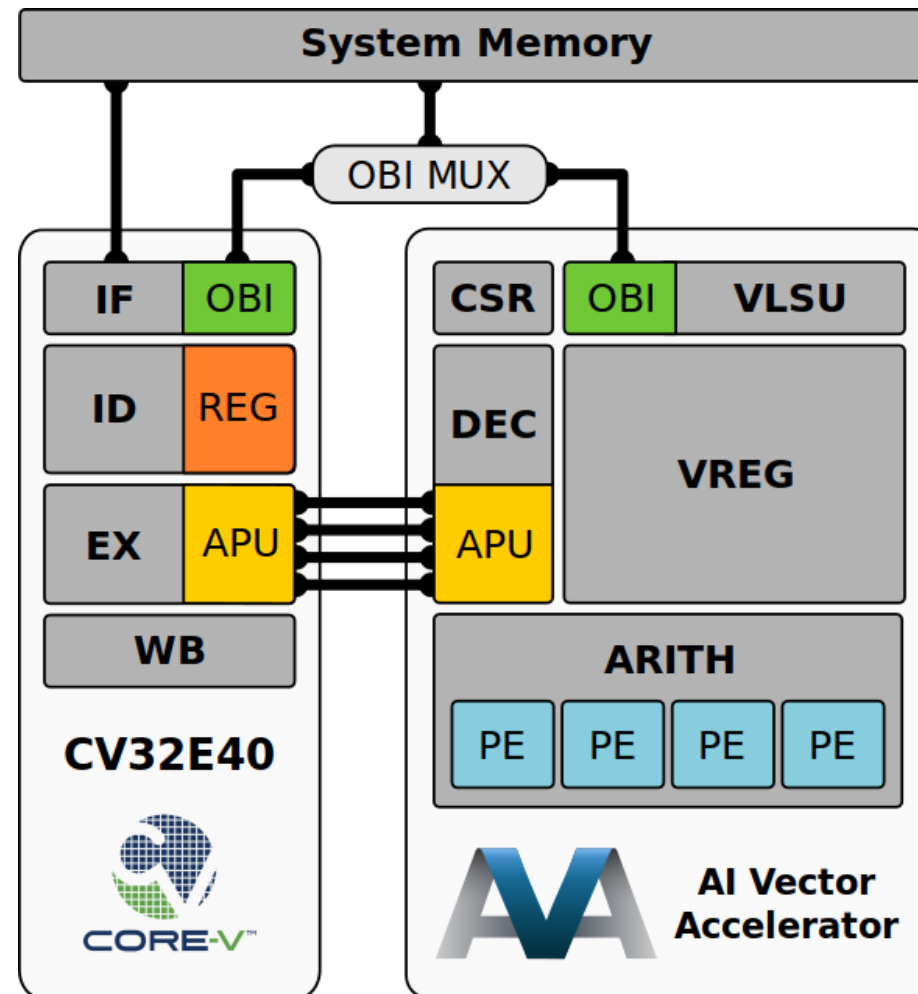 System Memory
OBI MUX
IF
OBI
ID
REG
EX
APU
WB
CV32E40
CORE-V™
CSR
OBI
VLSU
DEC
VREG
APU
ARITH
PE
PE
PE
PE
AVA
AI Vector
Accelerator